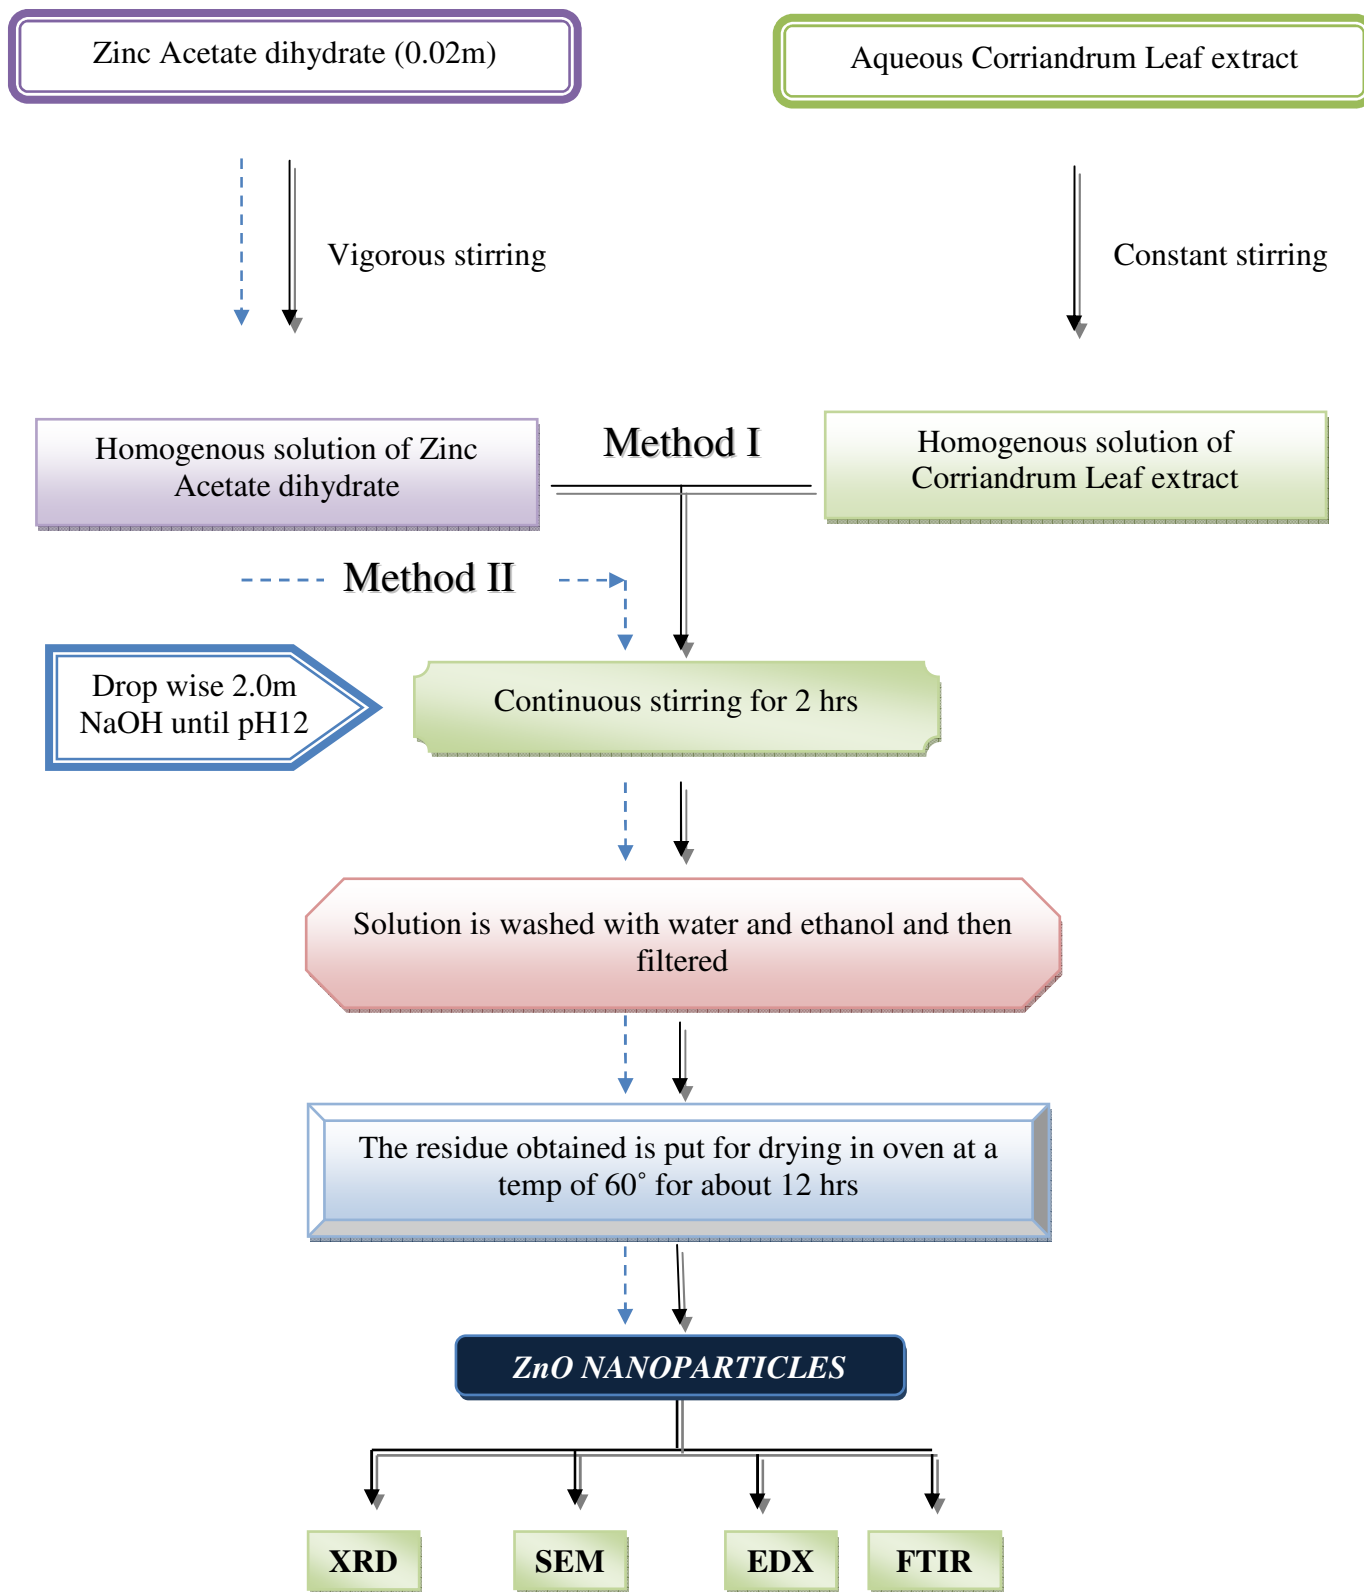 Zinc Acetate dihydrate (0.02m)
Aqueous Corriandrum Leaf extract
Vigorous stirring
Constant stirring
Homogenous solution of Zinc
Acetate dihydrate
Method I
Homogenous solution of
Corriandrum Leaf extract
Method II
Drop wise 2.0m
NaOH until pH12
Continuous stirring for 2 hrs
Solution is washed with water and ethanol and then
filtered
The residue obtained is put for drying in oven at a
temp of 60˚ for about 12 hrs
ZnO NANOPARTICLES
XRD
SEM
EDX
FTIR